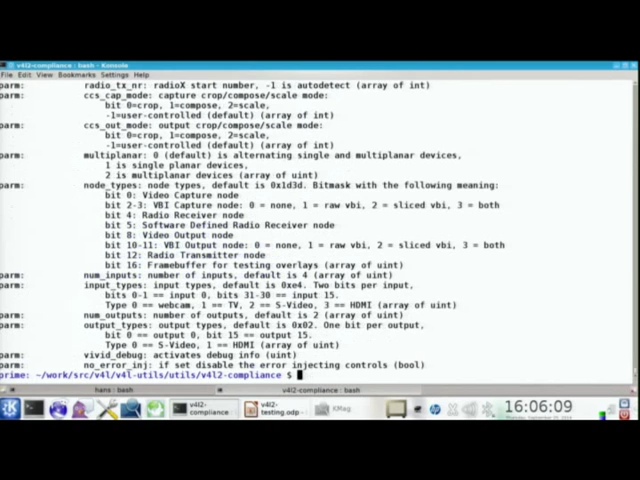 v4l2-compliance : bash - Konsole
File Edit View Bookmarks Settings Help
parm: radio_tx_nr: radioX start number, -1 is autodetect (array of int)
parm: ccs_cap_mode: capture crop/compose/scale mode:
bit 0=crop, 1=compose, 2=scale,
-1=user-controlled (default) (array of int)
parm: ccs_out_mode: output crop/compose/scale mode:
bit 0=crop, 1=compose, 2=scale,
-1=user-controlled (default) (array of int)
parm: multiplanar: 0 (default) is alternating single and multiplanar devices,
1 is single planar devices,
2 is multiplanar devices (array of uint)
parm: node_types: node types, default is 0x1d3d. Bitmask with the following meaning:
bit 0: Video Capture node
bit 2-3: VBI Capture node: 0 = none, 1 = raw vbi, 2 = sliced vbi, 3 = both
bit 4: Radio Receiver node
bit 5: Software Defined Radio Receiver node
bit 8: Video Output node
bit 10-11: VBI Output node: 0 = none, 1 = raw vbi, 2 = sliced vbi, 3 = both
bit 12: Radio Transmitter node
bit 16: Framebuffer for testing overlays (array of uint)
parm: num_inputs: number of inputs, default is 4 (array of uint)
parm: input_types: input types, default is 0xe4. Two bits per input,
bits 0-1 == input 0, bits 31-30 == input 15.
Type 0 == webcam, 1 == TV, 2 == S-Video, 3 == HDMI (array of uint)
parm: num_outputs: number of outputs, default is 2 (array of uint)
parm: output_types: output types, default is 0x02. One bit per output,
bit 0 == output 0, bit 15 == output 15.
Type 0 == S-Video, 1 == HDMI (array of uint)
parm: vivid_debug: activates debug info (uint)
parm: no_error_inj: if set disable the error injecting controls (bool)
prime: ~/work/src/v4l/v4l-utils/utils/v4l2-compliance $
hans : bash v4l2-compliance : bash
v4l2-compliance
v4l2-testing.odp -
KMag
hp
16:06:09